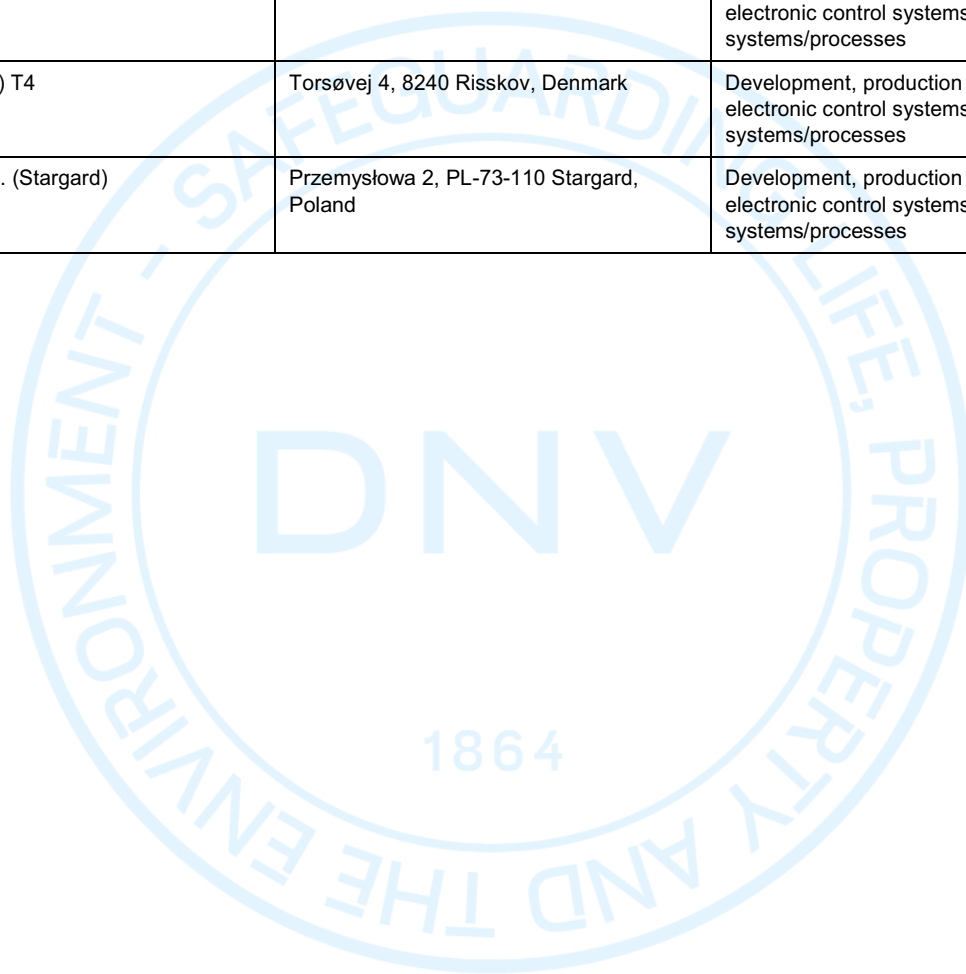 electronic control systems
systems/processes
) T4
Torsøvej 4, 8240 Risskov, Denmark
Development, production
electronic control systems
systems/processes
. (Stargard)
Przemysłowa 2, PL-73-110 Stargard,
Poland
Development, production
electronic control systems
systems/processes
SAFEGUARDING LIFE, PROPERTY AND THE ENVIRONMENT –
DNV
1864